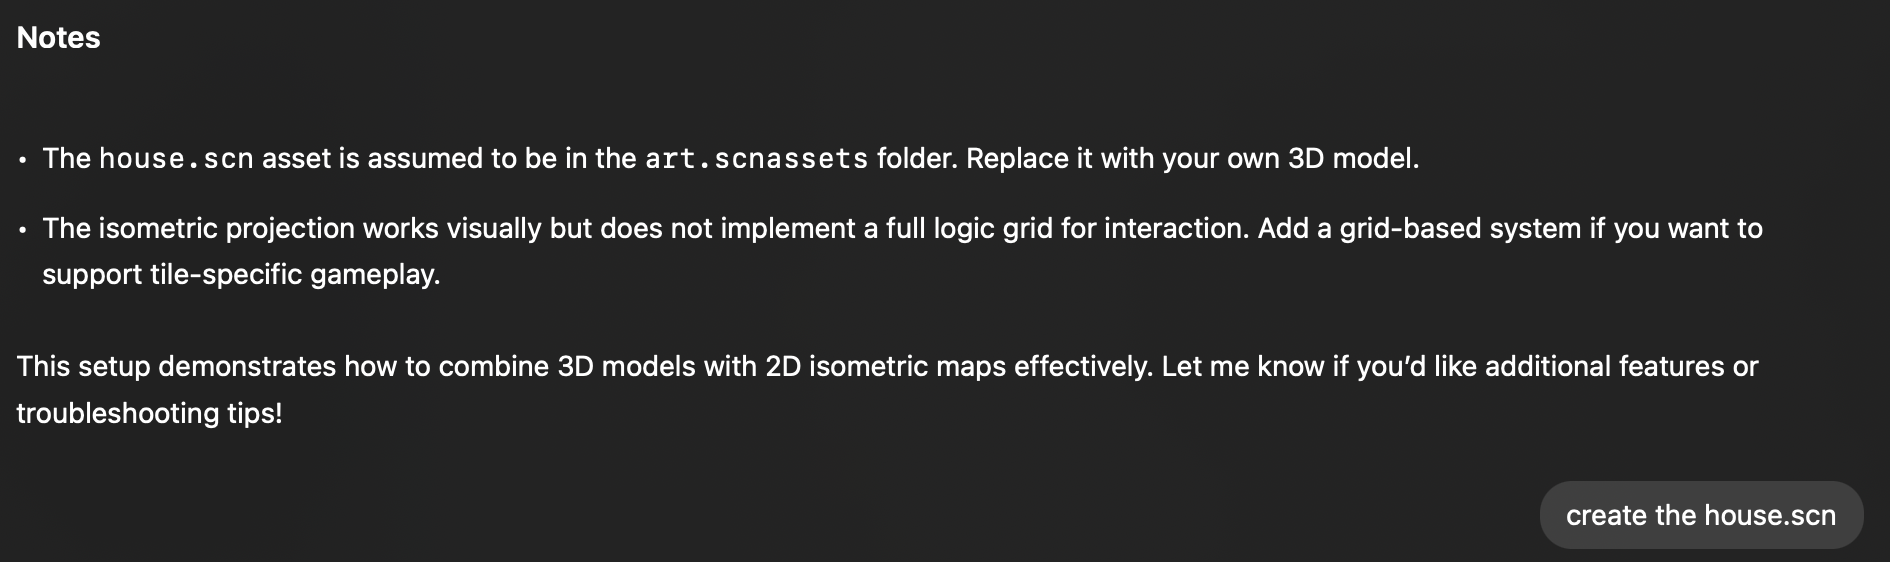 Notes
• The house.scn asset is assumed to be in the art.scnassets folder. Replace it with your own 3D model.
• The isometric projection works visually but does not implement a full logic grid for interaction. Add a grid-based system if you want to
support tile-specific gameplay.
This setup demonstrates how to combine 3D models with 2D isometric maps effectively. Let me know if you’d like additional features or
troubleshooting tips!
create the house.scn